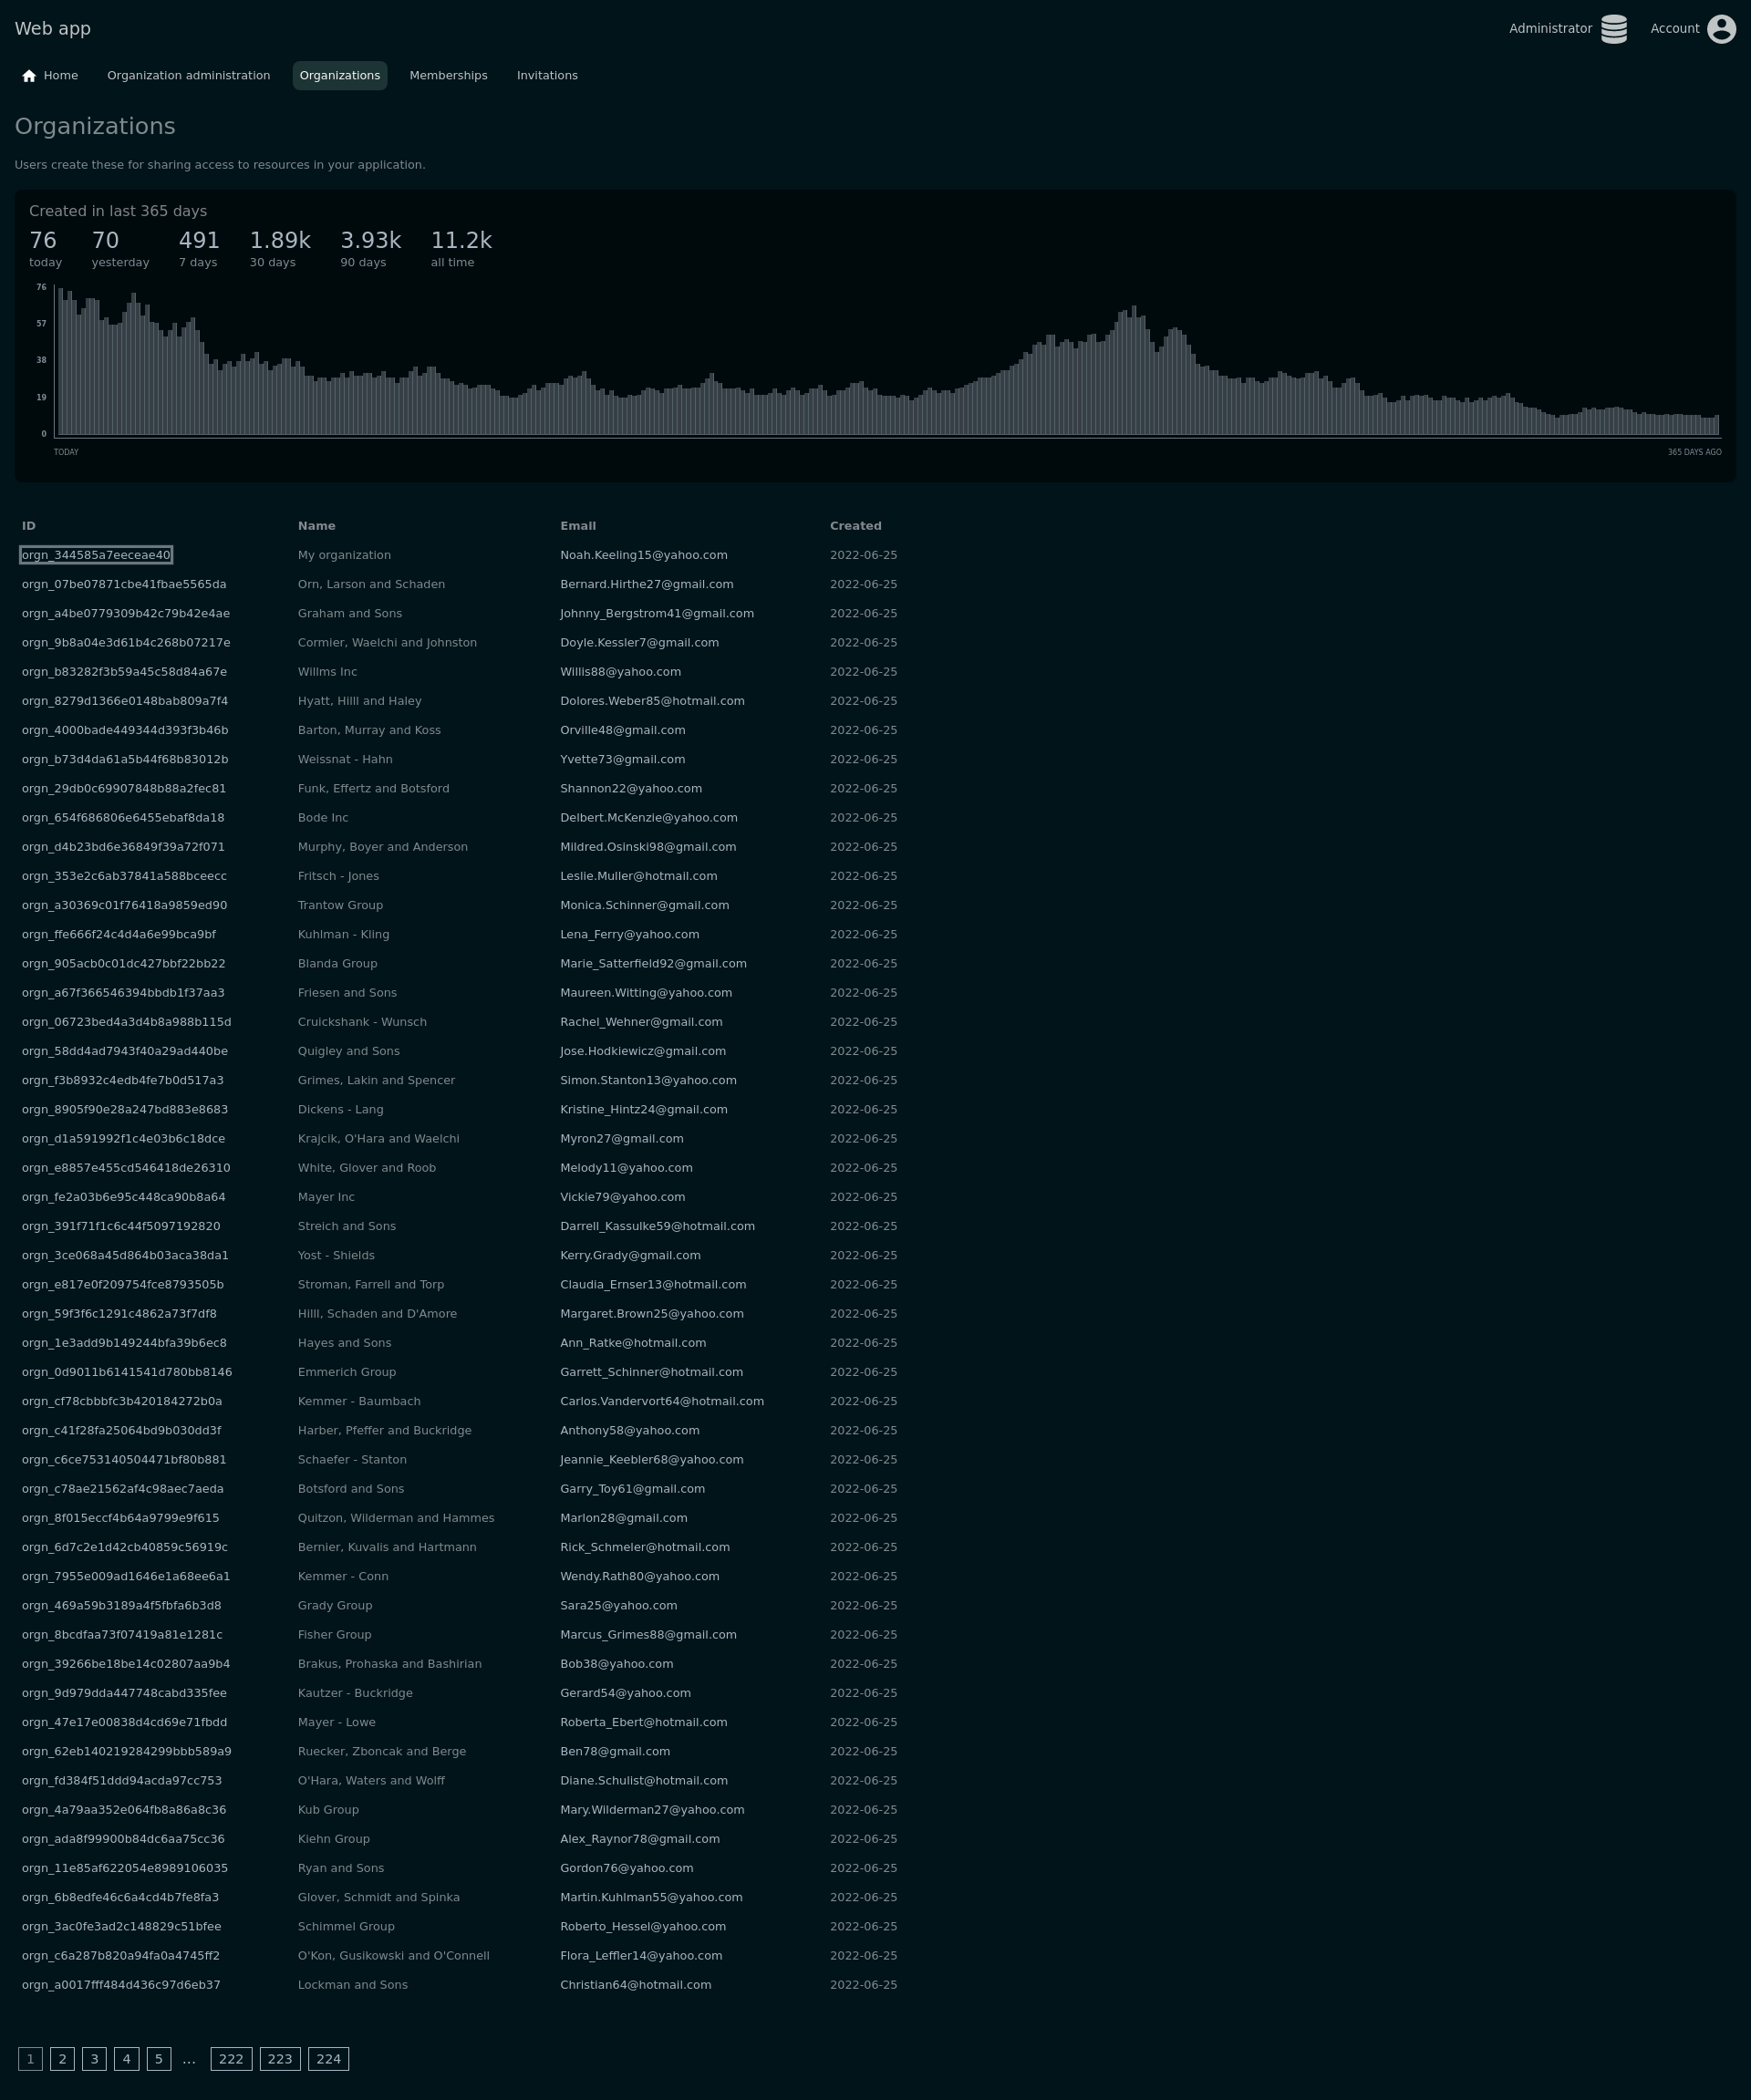 Web app
Administrator Account
Home Organization administration Organizations Memberships Invitations
Organizations
Users create these for sharing access to resources in your application.
Created in last 365 days
76 70 491 1.89k 3.93k 11.2k
today yesterday 7 days 30 days 90 days all time
76
57
38
19
0
TODAY 365 DAYS AGO
ID Name Email Created
orgn_344585a7eeceae40 My organization Noah.Keeling15@yahoo.com 2022-06-25
orgn_07be07871cbe41fbae5565da Orn, Larson and Schaden Bernard.Hirthe27@gmail.com 2022-06-25
orgn_a4be0779309b42c79b42e4ae Graham and Sons Johnny_Bergstrom41@gmail.com 2022-06-25
orgn_9b8a04e3d61b4c268b07217e Cormier, Waelchi and Johnston Doyle.Kessler7@gmail.com 2022-06-25
orgn_b83282f3b59a45c58d84a67e Willms Inc Willis88@yahoo.com 2022-06-25
orgn_8279d1366e0148bab809a7f4 Hyatt, Hilll and Haley Dolores.Weber85@hotmail.com 2022-06-25
orgn_4000bade449344d393f3b46b Barton, Murray and Koss Orville48@gmail.com 2022-06-25
orgn_b73d4da61a5b44f68b83012b Weissnat - Hahn Yvette73@gmail.com 2022-06-25
orgn_29db0c69907848b88a2fec81 Funk, Effertz and Botsford Shannon22@yahoo.com 2022-06-25
orgn_654f686806e6455ebaf8da18 Bode Inc Delbert.McKenzie@yahoo.com 2022-06-25
orgn_d4b23bd6e36849f39a72f071 Murphy, Boyer and Anderson Mildred.Osinski98@gmail.com 2022-06-25
orgn_353e2c6ab37841a588bceecc Fritsch - Jones Leslie.Muller@hotmail.com 2022-06-25
orgn_a30369c01f76418a9859ed90 Trantow Group Monica.Schinner@gmail.com 2022-06-25
orgn_ffe666f24c4d4a6e99bca9bf Kuhlman - Kling Lena_Ferry@yahoo.com 2022-06-25
orgn_905acb0c01dc427bbf22bb22 Blanda Group Marie_Satterfield92@gmail.com 2022-06-25
orgn_a67f366546394bbdb1f37aa3 Friesen and Sons Maureen.Witting@yahoo.com 2022-06-25
orgn_06723bed4a3d4b8a988b115d Cruickshank - Wunsch Rachel_Wehner@gmail.com 2022-06-25
orgn_58dd4ad7943f40a29ad440be Quigley and Sons Jose.Hodkiewicz@gmail.com 2022-06-25
orgn_f3b8932c4edb4fe7b0d517a3 Grimes, Lakin and Spencer Simon.Stanton13@yahoo.com 2022-06-25
orgn_8905f90e28a247bd883e8683 Dickens - Lang Kristine_Hintz24@gmail.com 2022-06-25
orgn_d1a591992f1c4e03b6c18dce Krajcik, O'Hara and Waelchi Myron27@gmail.com 2022-06-25
orgn_e8857e455cd546418de26310 White, Glover and Roob Melody11@yahoo.com 2022-06-25
orgn_fe2a03b6e95c448ca90b8a64 Mayer Inc Vickie79@yahoo.com 2022-06-25
orgn_391f71f1c6c44f5097192820 Streich and Sons Darrell_Kassulke59@hotmail.com 2022-06-25
orgn_3ce068a45d864b03aca38da1 Yost - Shields Kerry.Grady@gmail.com 2022-06-25
orgn_e817e0f209754fce8793505b Stroman, Farrell and Torp Claudia_Ernser13@hotmail.com 2022-06-25
orgn_59f3f6c1291c4862a73f7df8 Hilll, Schaden and D'Amore Margaret.Brown25@yahoo.com 2022-06-25
orgn_1e3add9b149244bfa39b6ec8 Hayes and Sons Ann_Ratke@hotmail.com 2022-06-25
orgn_0d9011b6141541d780bb8146 Emmerich Group Garrett_Schinner@hotmail.com 2022-06-25
orgn_cf78cbbbfc3b420184272b0a Kemmer - Baumbach Carlos.Vandervort64@hotmail.com 2022-06-25
orgn_c41f28fa25064bd9b030dd3f Harber, Pfeffer and Buckridge Anthony58@yahoo.com 2022-06-25
orgn_c6ce753140504471bf80b881 Schaefer - Stanton Jeannie_Keebler68@yahoo.com 2022-06-25
orgn_c78ae21562af4c98aec7aeda Botsford and Sons Garry_Toy61@gmail.com 2022-06-25
orgn_8f015eccf4b64a9799e9f615 Quitzon, Wilderman and Hammes Marlon28@gmail.com 2022-06-25
orgn_6d7c2e1d42cb40859c56919c Bernier, Kuvalis and Hartmann Rick_Schmeler@hotmail.com 2022-06-25
orgn_7955e009ad1646e1a68ee6a1 Kemmer - Conn Wendy.Rath80@yahoo.com 2022-06-25
orgn_469a59b3189a4f5fbfa6b3d8 Grady Group Sara25@yahoo.com 2022-06-25
orgn_8bcdfaa73f07419a81e1281c Fisher Group Marcus_Grimes88@gmail.com 2022-06-25
orgn_39266be18be14c02807aa9b4 Brakus, Prohaska and Bashirian Bob38@yahoo.com 2022-06-25
orgn_9d979dda447748cabd335fee Kautzer - Buckridge Gerard54@yahoo.com 2022-06-25
orgn_47e17e00838d4cd69e71fbdd Mayer - Lowe Roberta_Ebert@hotmail.com 2022-06-25
orgn_62eb140219284299bbb589a9 Ruecker, Zboncak and Berge Ben78@gmail.com 2022-06-25
orgn_fd384f51ddd94acda97cc753 O'Hara, Waters and Wolff Diane.Schulist@hotmail.com 2022-06-25
orgn_4a79aa352e064fb8a86a8c36 Kub Group Mary.Wilderman27@yahoo.com 2022-06-25
orgn_ada8f99900b84dc6aa75cc36 Kiehn Group Alex_Raynor78@gmail.com 2022-06-25
orgn_11e85af622054e8989106035 Ryan and Sons Gordon76@yahoo.com 2022-06-25
orgn_6b8edfe46c6a4cd4b7fe8fa3 Glover, Schmidt and Spinka Martin.Kuhlman55@yahoo.com 2022-06-25
orgn_3ac0fe3ad2c148829c51bfee Schimmel Group Roberto_Hessel@yahoo.com 2022-06-25
orgn_c6a287b820a94fa0a4745ff2 O'Kon, Gusikowski and O'Connell Flora_Leffler14@yahoo.com 2022-06-25
orgn_a0017fff484d436c97d6eb37 Lockman and Sons Christian64@hotmail.com 2022-06-25
1 2 3 4 5 … 222 223 224